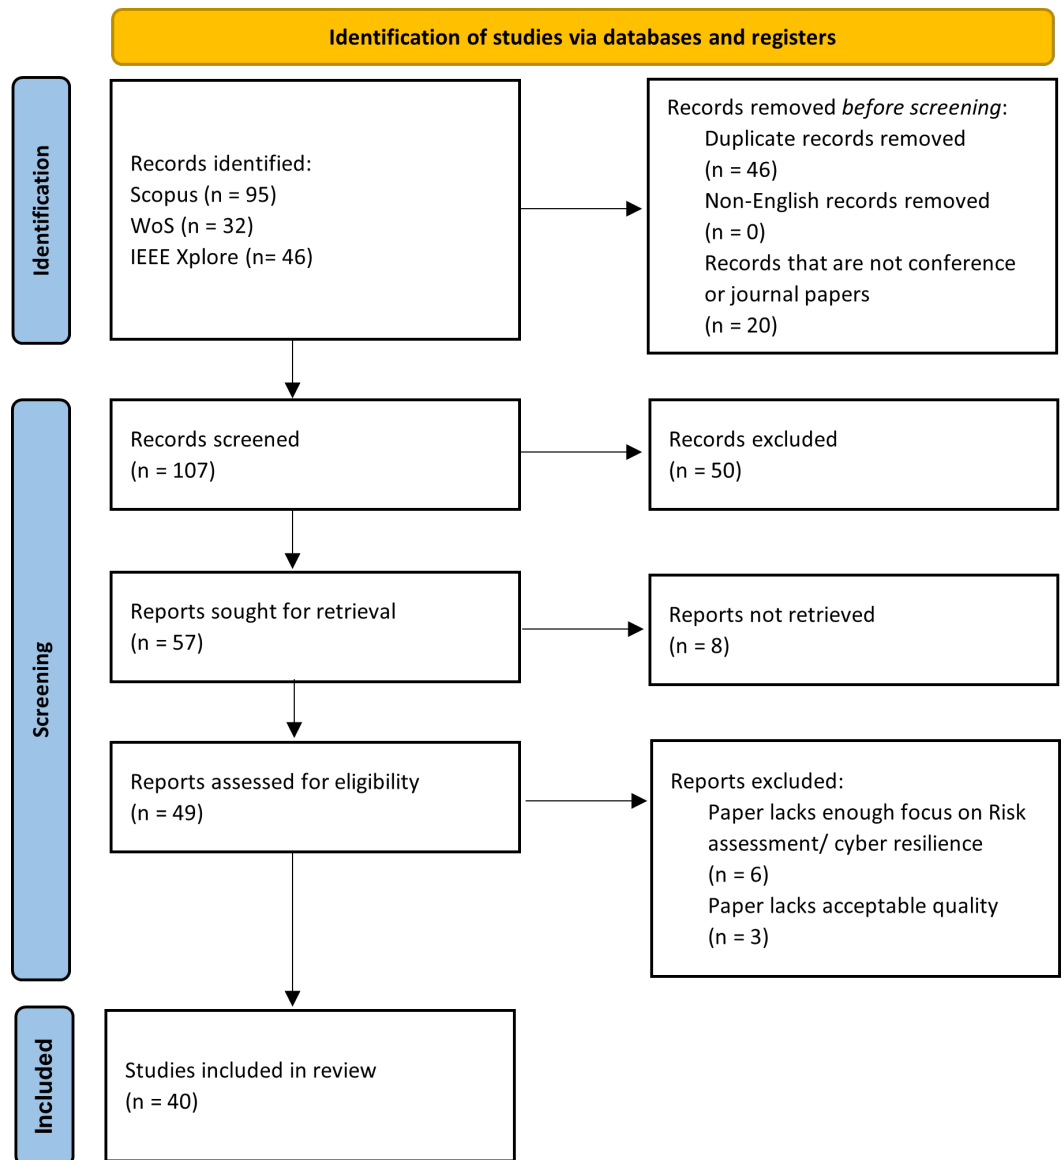 Identification of studies via databases and registers
Identification
Records identified:
Scopus (n = 95)
WoS (n = 32)
IEEE Xplore (n= 46)
Records removed before screening:
Duplicate records removed
(n = 46)
Non-English records removed
(n = 0)
Records that are not conference
or journal papers
(n = 20)
Screening
Records screened
(n = 107)
Records excluded
(n = 50)
Reports sought for retrieval
(n = 57)
Reports not retrieved
(n = 8)
Reports assessed for eligibility
(n = 49)
Reports excluded:
Paper lacks enough focus on Risk
assessment/ cyber resilience
(n = 6)
Paper lacks acceptable quality
(n = 3)
Included
Studies included in review
(n = 40)